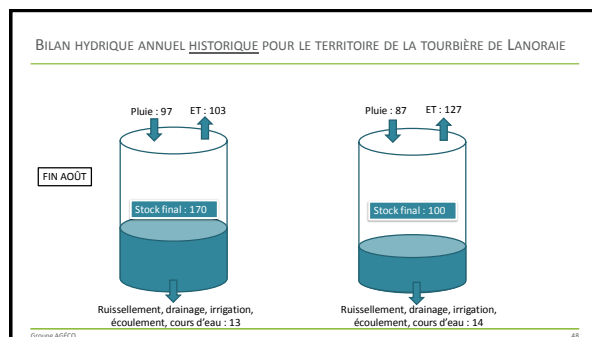 BILAN HYDRIQUE ANNUEL HISTORIQUE POUR LE TERRITOIRE DE LA TOURBIÈRE DE LANORAIE
Pluie : 97
ET : 103
Pluie : 87
ET : 127
FIN AOÛT
Stock final : 170
Stock final : 100
Ruissellement, drainage, irrigation,
écoulement, cours d'eau : 13
Ruissellement, drainage, irrigation,
écoulement, cours d'eau : 14
Groupe AGÉCO
48